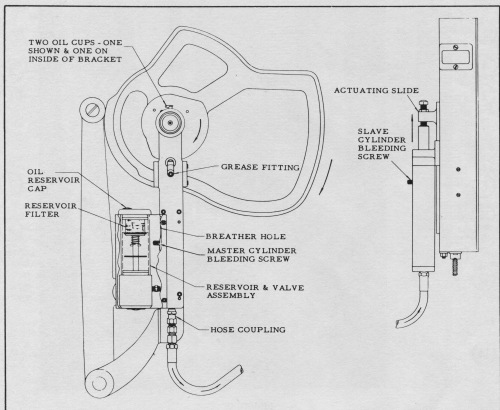 TWO OIL CUPS - ONE
SHOWN & ONE ON
INSIDE OF BRACKET
ACTUATING SLIDE
SLAVE
CYLINDER
BLEEDING
SCREW
GREASE FITTING
OIL
RESERVOIR
CAP
RESERVOIR
FILTER
BREATHER HOLE
MASTER CYLINDER
BLEEDING SCREW
RESERVOIR & VALVE
ASSEMBLY
HOSE COUPLING